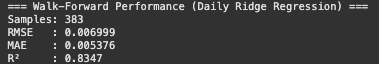 === Walk-Forward Performance (Daily Ridge Regression) ===
Samples: 383
RMSE   : 0.006999
MAE    : 0.005376
R²     : 0.8347